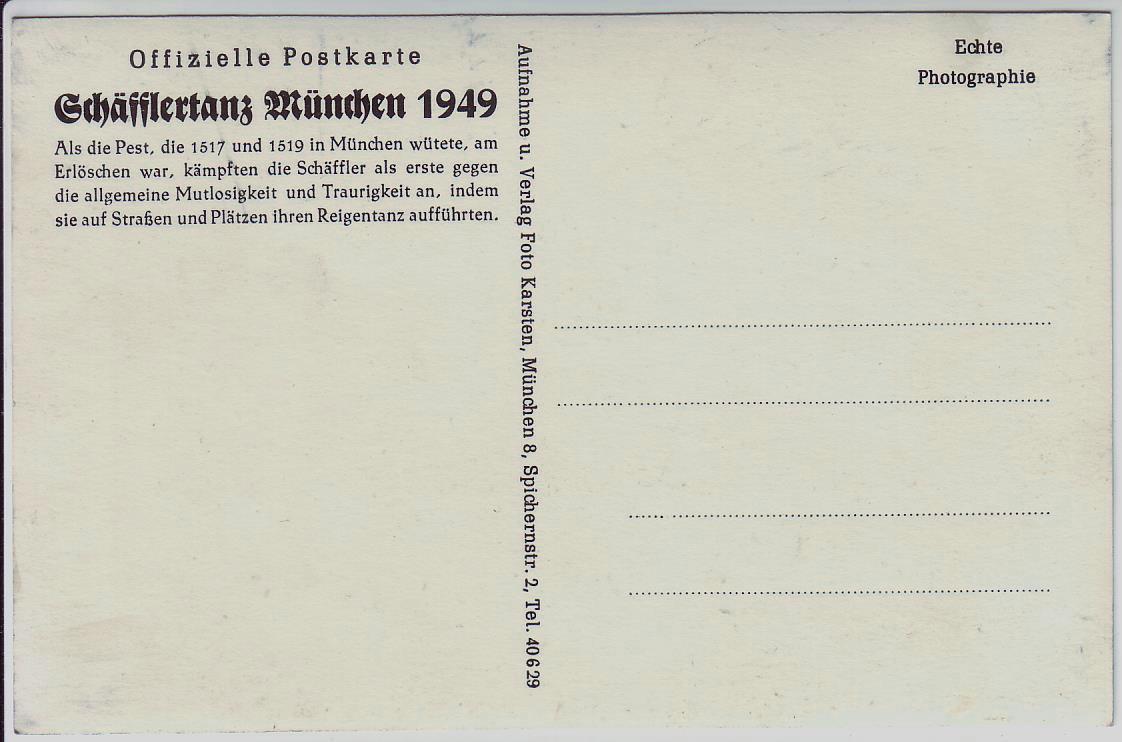 Offizielle Postkarte
Schäfflertanz München 1949
Als die Pest, die 1517 und 1519 in München wütete, am
Erlöschen war, kämpften die Schäffler als erste gegen
die allgemeine Mutlosigkeit und Traurigkeit an, indem
sie auf Straßen und Plätzen ihren Reigentanz aufführten.
Aufnahme u. Verlag Foto Karsten, München 8, Spichernstr. 2, Tel. 40629
Echte
Photographie